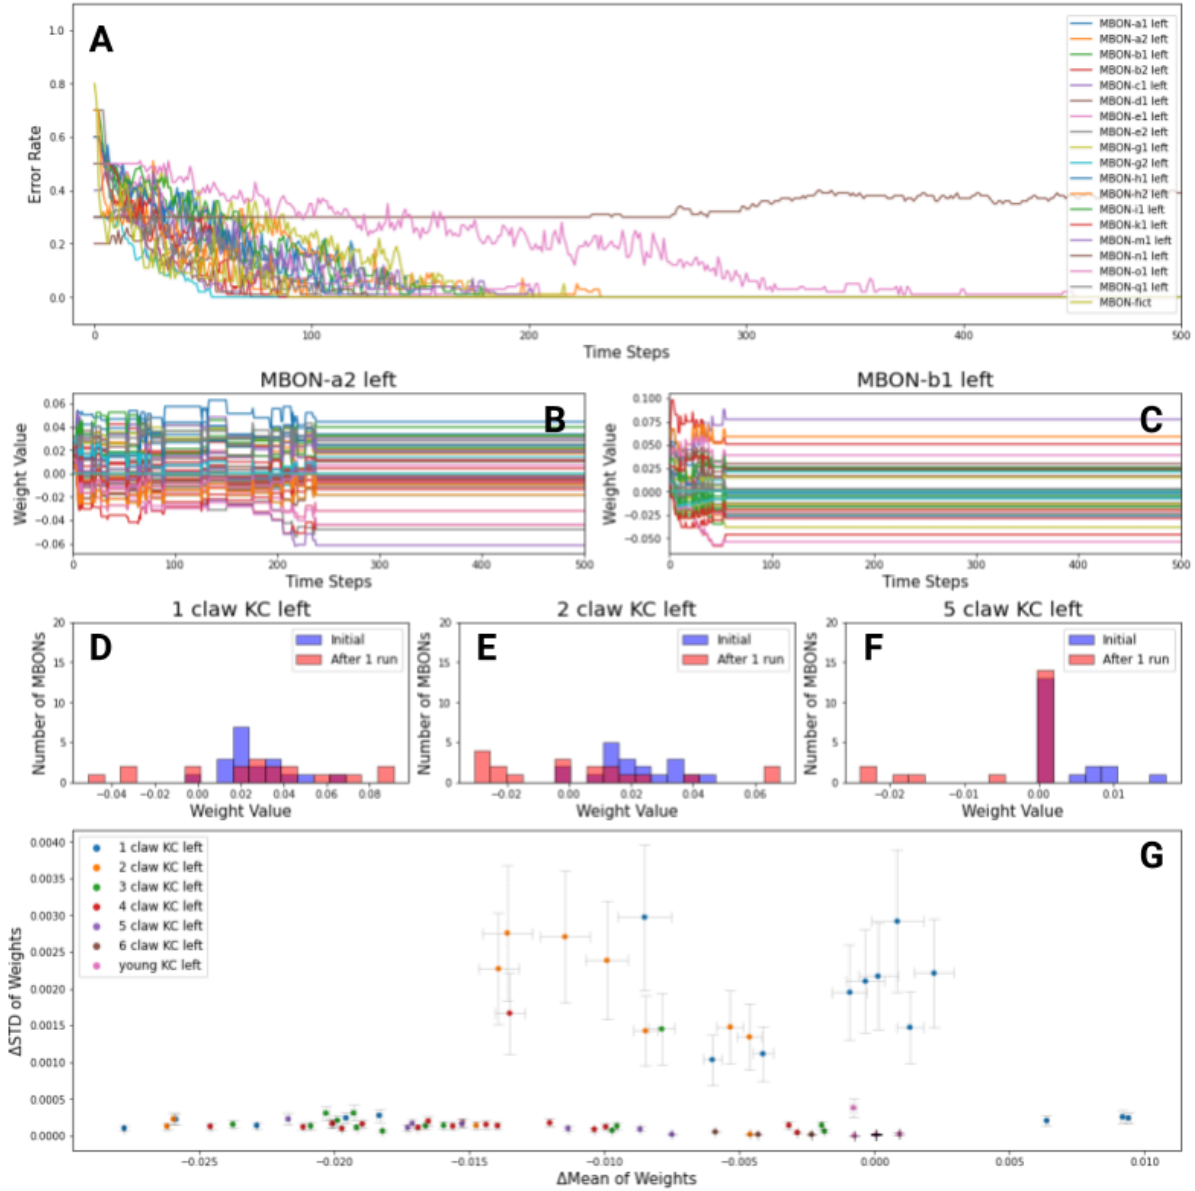 A
1.0
0.8
0.6
0.4
0.2
0.0
Error Rate
0 100 200 300 400 500
Time Steps
MBON-a1 left
MBON-a2 left
MBON-b1 left
MBON-b2 left
MBON-c1 left
MBON-d1 left
MBON-e1 left
MBON-e2 left
MBON-g1 left
MBON-g2 left
MBON-h1 left
MBON-h2 left
MBON-i1 left
MBON-k1 left
MBON-m1 left
MBON-n1 left
MBON-o1 left
MBON-q1 left
MBON-fict
MBON-a2 left
B
0.06
0.04
0.02
0.00
−0.02
−0.04
−0.06
Weight Value
0 100 200 300 400 500
Time Steps
MBON-b1 left
C
0.100
0.075
0.050
0.025
0.000
−0.025
−0.050
Weight Value
0 100 200 300 400 500
Time Steps
1 claw KC left
D
Initial
After 1 run
20
15
10
5
0
Number of MBONs
−0.04 −0.02 0.00 0.02 0.04 0.06 0.08
Weight Value
2 claw KC left
E
Initial
After 1 run
20
15
10
5
0
Number of MBONs
−0.02 0.00 0.02 0.04 0.06
Weight Value
5 claw KC left
F
Initial
After 1 run
20
15
10
5
0
Number of MBONs
−0.02 −0.01 0.00 0.01
Weight Value
G
1 claw KC left
2 claw KC left
3 claw KC left
4 claw KC left
5 claw KC left
6 claw KC left
young KC left
0.0040
0.0035
0.0030
0.0025
0.0020
0.0015
0.0010
0.0005
0.0000
ΔSTD of Weights
−0.025 −0.020 −0.015 −0.010 −0.005 0.000 0.005 0.010
ΔMean of Weights